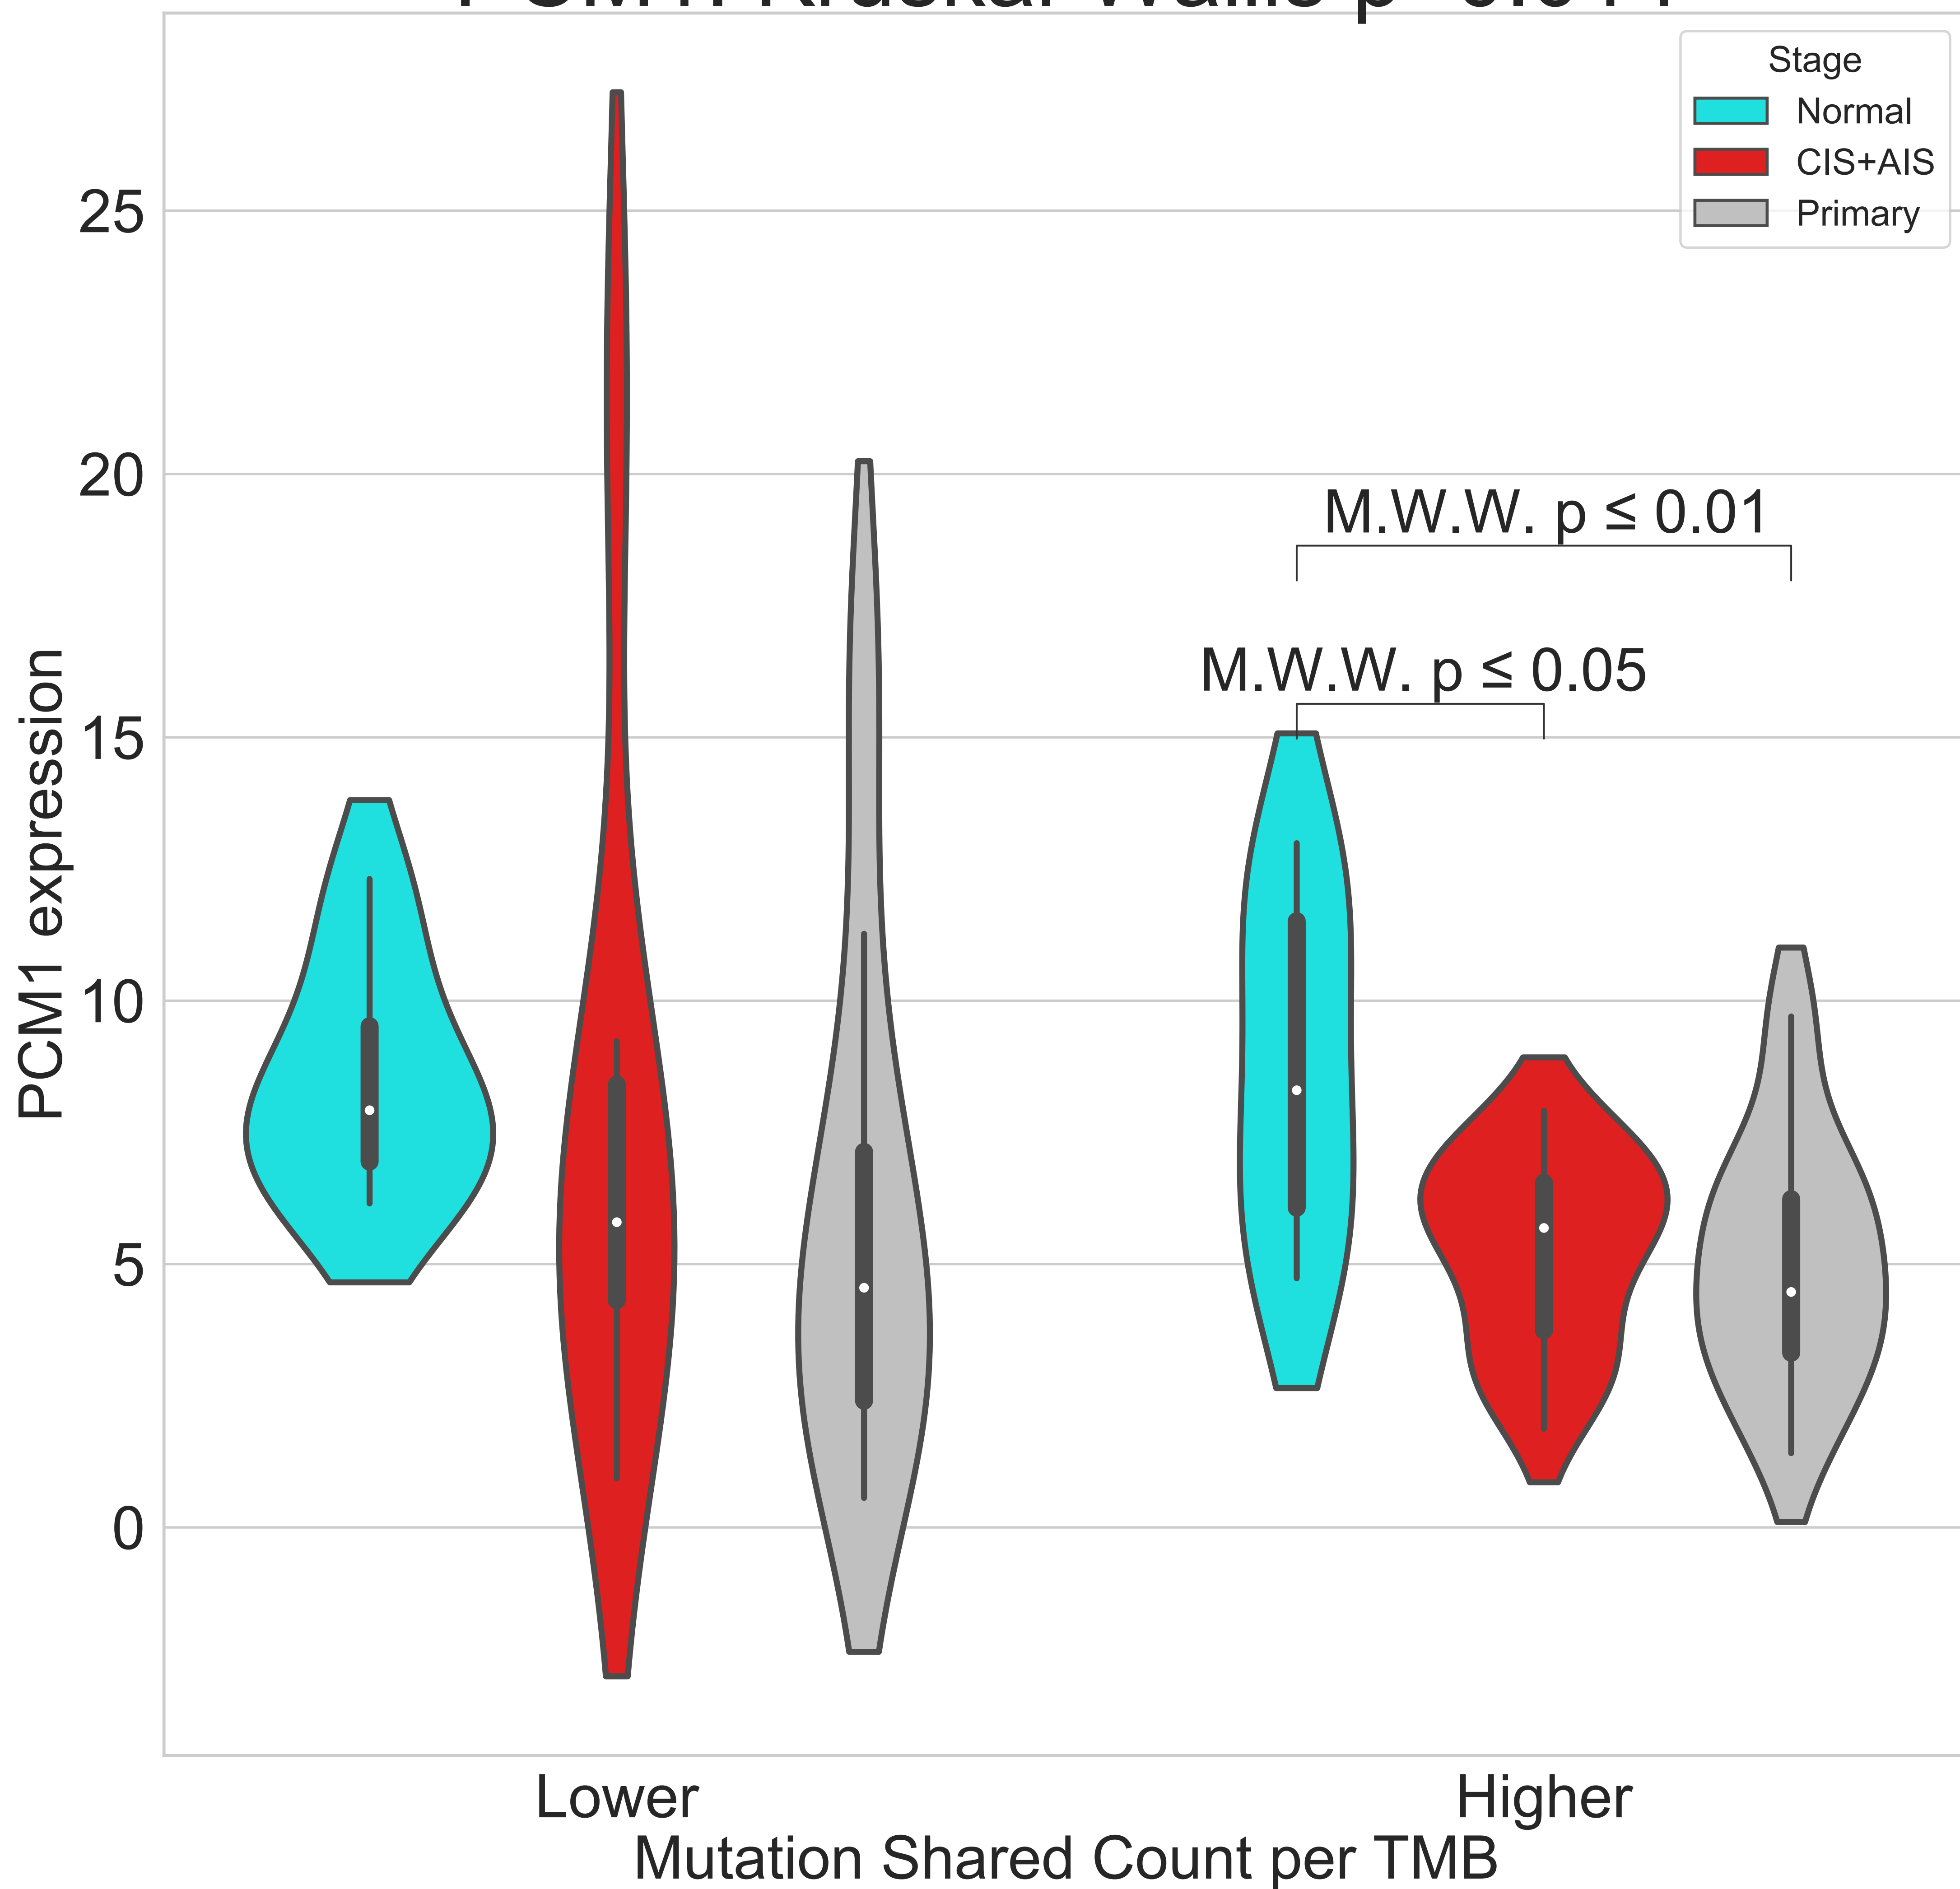 Stage
Normal
CIS+AIS
Primary
25
20
15
10
5
0
PCM1 expression
M.W.W. p ≤ 0.01
M.W.W. p ≤ 0.05
Lower
Higher
Mutation Shared Count per TMB